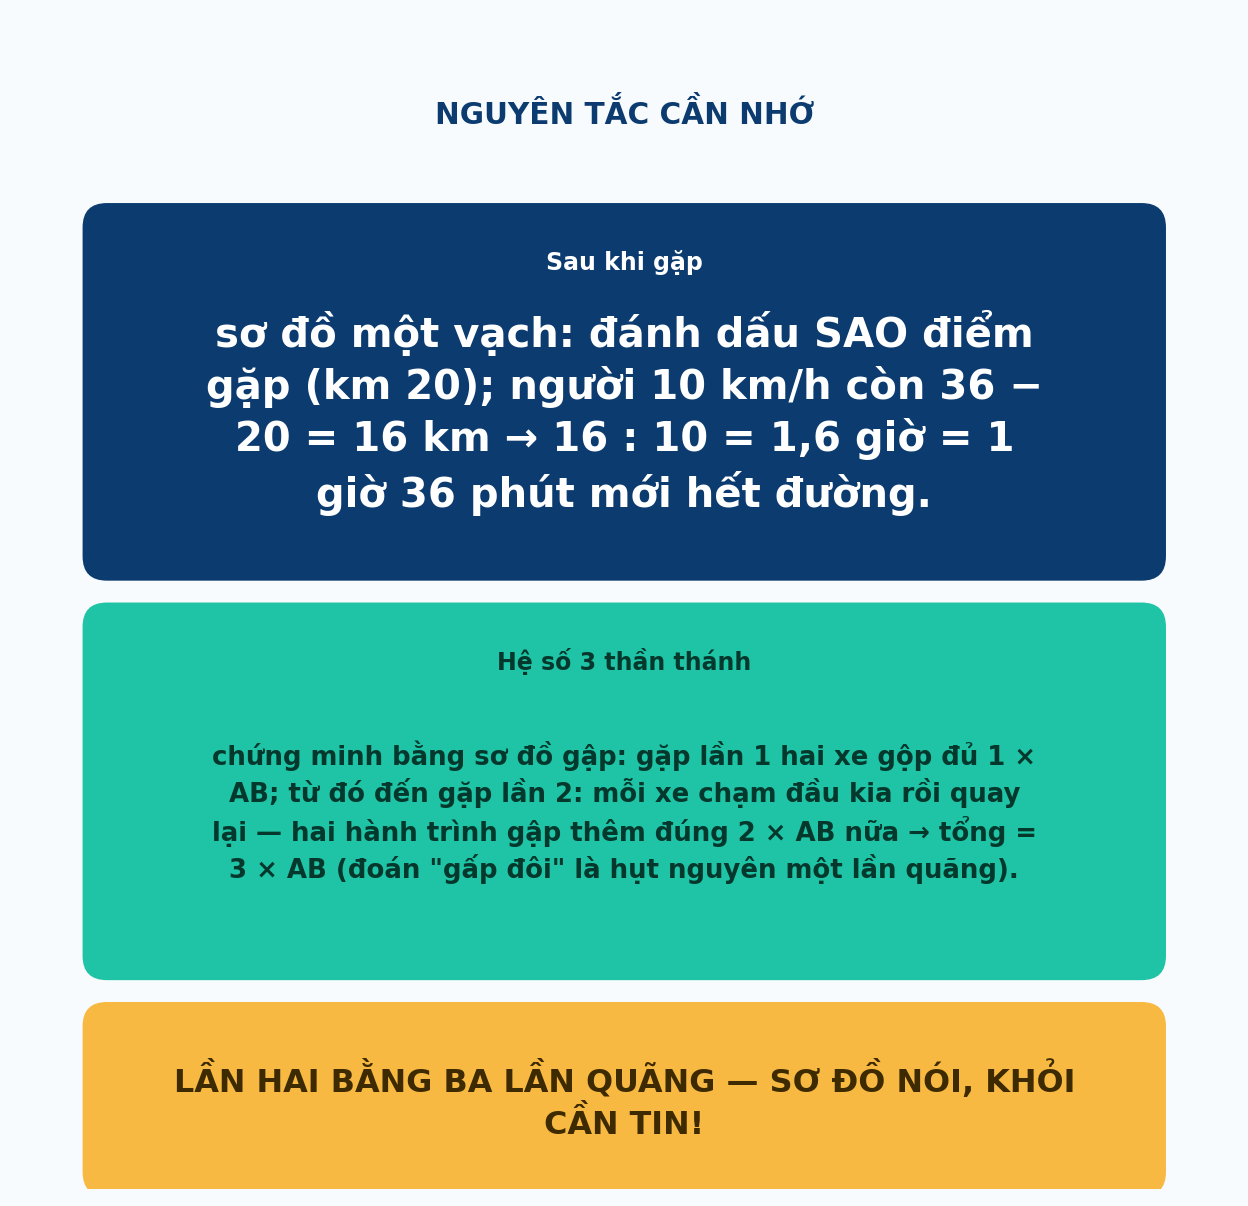 NGUYÊN TẮC CẦN NHỚ
Sau khi gặp
sơ đồ một vạch: đánh dấu SAO điểm
gặp (km 20); người 10 km/h còn 36 −
20 = 16 km → 16 : 10 = 1,6 giờ = 1
giờ 36 phút mới hết đường.
Hệ số 3 thần thánh
chứng minh bằng sơ đồ gập: gặp lần 1 hai xe gộp đủ 1 ×
AB; từ đó đến gặp lần 2: mỗi xe chạm đầu kia rồi quay
lại — hai hành trình gập thêm đúng 2 × AB nữa → tổng =
3 × AB (đoán "gấp đôi" là hụt nguyên một lần quãng).
LẦN HAI BẰNG BA LẦN QUÃNG — SƠ ĐỒ NÓI, KHỎI
CẦN TIN!